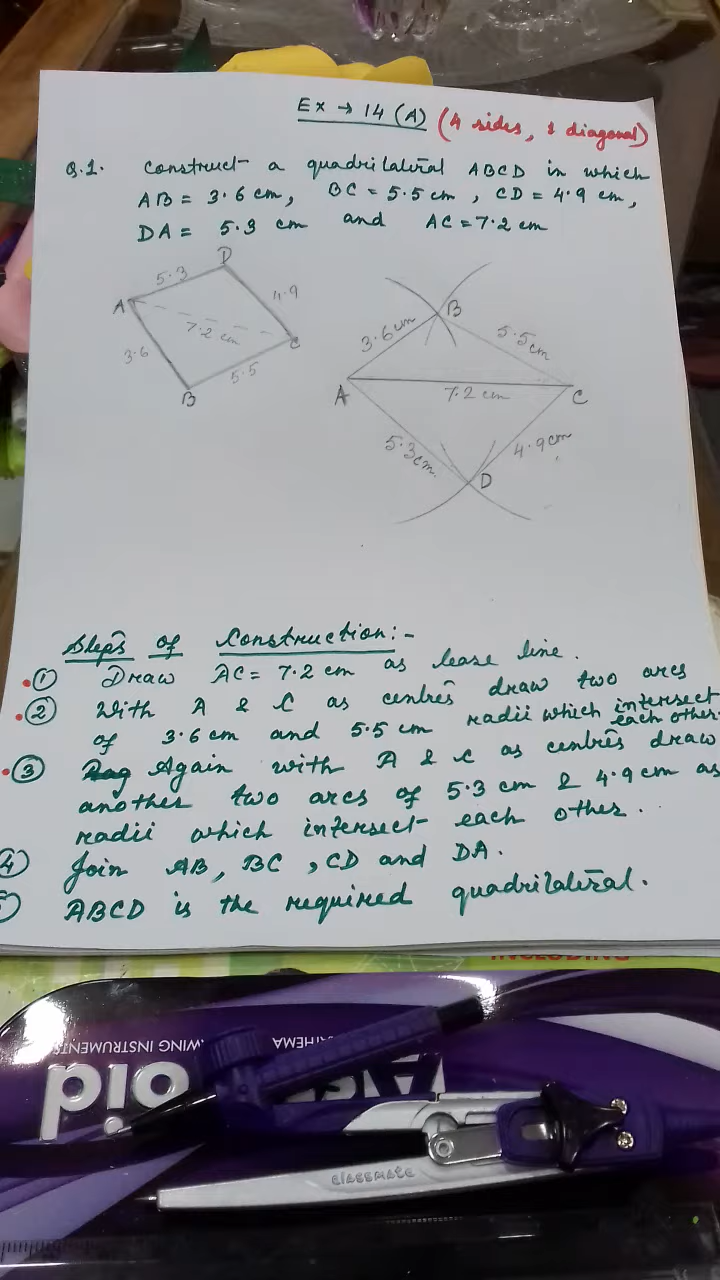 Ex → 14 (A) (4 sides, 1 diagonal)
Q.1. construct a quadrilateral ABCD in which
AB = 3.6 cm, BC = 5.5 cm, CD = 4.9 cm,
DA = 5.3 cm and AC = 7.2 cm
D
5.3
A
4.9
7.2 cm
C
3.6
5.5
B
B
3.6 cm
5.5 cm
A
7.2 cm
C
5.3 cm.
4.9 cm
D
Steps of Construction:-
① Draw AC = 7.2 cm as base line.
② With A & C as centres draw two arcs
of 3.6 cm and 5.5 cm radii which intersect
each other.
③ Again with A & C as centres draw
another two arcs of 5.3 cm & 4.9 cm as
radii which intersect each other.
④ Join AB, BC, CD and DA.
ABCD is the required quadrilateral.
INCLUDING
WING INSTRUMENTS
oid
classmate